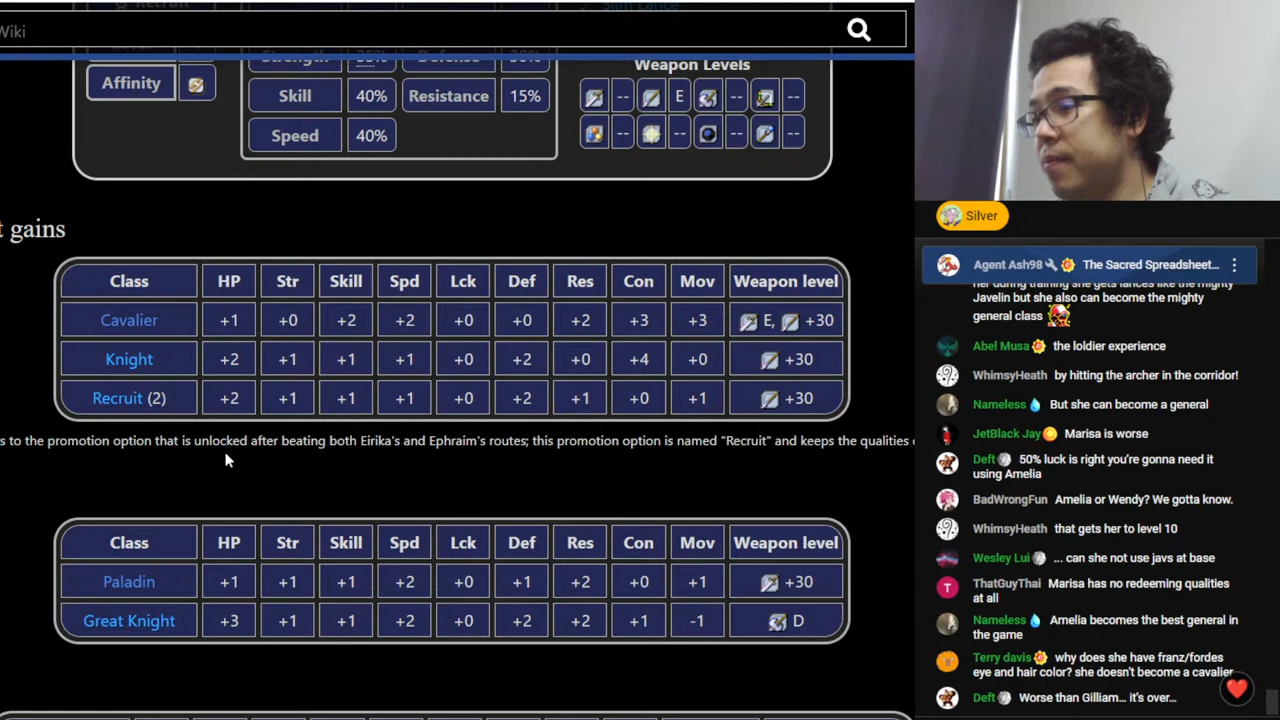 Wiki
Slim Lance
Affinity
Skill 40% Resistance 15%
Speed 40%
Weapon Levels
-- E -- --
-- -- -- --
t gains
Class HP Str Skill Spd Lck Def Res Con Mov Weapon level
Cavalier +1 +0 +2 +2 +0 +0 +2 +3 +3 E, +30
Knight +2 +1 +1 +1 +0 +2 +0 +4 +0 +30
Recruit (2) +2 +1 +1 +1 +0 +2 +1 +0 +1 +30
s to the promotion option that is unlocked after beating both Eirika's and Ephraim's routes; this promotion option is named "Recruit" and keeps the qualities
Class HP Str Skill Spd Lck Def Res Con Mov Weapon level
Paladin +1 +1 +1 +2 +0 +1 +2 +0 +1 +30
Great Knight +3 +1 +1 +2 +0 +2 +2 +1 -1 D
Silver
Agent Ash98 The Sacred Spreadsheet...
her during training she gets lances like the mighty
Javelin but she also can become the mighty
general class
Abel Musa the loldier experience
WhimsyHeath by hitting the archer in the corridor!
Nameless But she can become a general
JetBlack Jay Marisa is worse
Deft 50% luck is right you're gonna need it
using Amelia
BadWrongFun Amelia or Wendy? We gotta know.
WhimsyHeath that gets her to level 10
Wesley Lui ... can she not use javs at base
ThatGuyThai Marisa has no redeeming qualities
at all
Nameless Amelia becomes the best general in
the game
Terry davis why does she have franz/fordes
eye and hair color? she doesn't become a cavalier
Deft Worse than Gilliam... it's over...